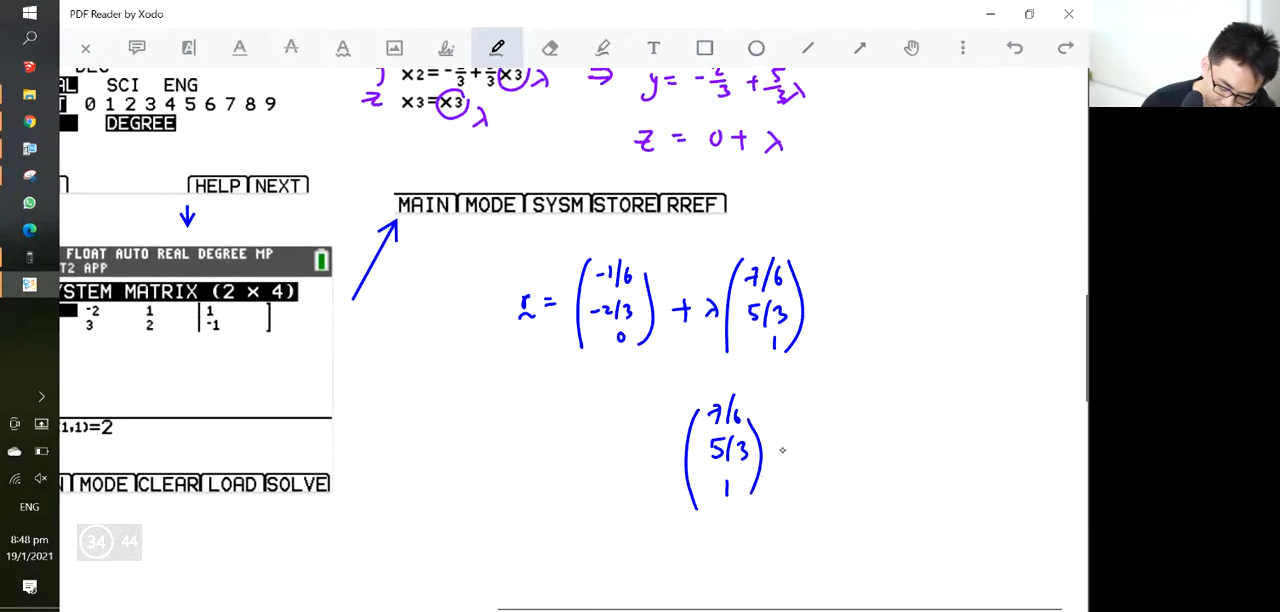 PDF Reader by Xodo
SCI ENG
0 1 2 3 4 5 6 7 8 9
DEGREE
HELP NEXT
x2=-2/3+5/3x3 λ ⇒ y = -2/3 + 5/3 λ
z x3=x3 λ
z = 0 + λ
MAIN MODE SYSM STORE RREF
FLOAT AUTO REAL DEGREE MP
T2 APP
YSTEM MATRIX (2 × 4)
-2 1 | 1
3 2 | -1 ]
(1,1)=2
MODE CLEAR LOAD SOLVE
r = (-1/6 -2/3 0) + λ (7/6 5/3 1)
(7/6 5/3 1)
ENG
8:48 pm
19/1/2021
34 44